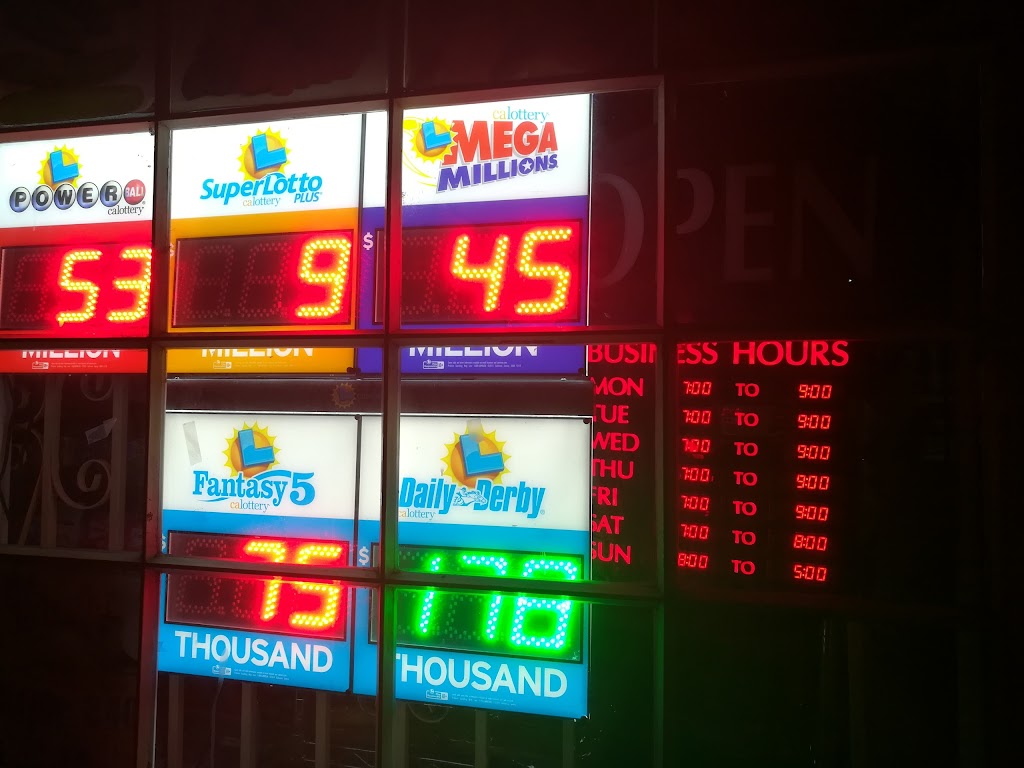 POWERBALL
calottery
53
MILLION
SuperLotto
PLUS
calottery
$
9
MILLION
calottery
MEGA
MILLIONS
$
45
MILLION
Fantasy 5
calottery
75
THOUSAND
Daily Derby
calottery
$
178
THOUSAND
OPEN
BUSINESS HOURS
MON 7:00 TO 9:00
TUE 7:00 TO 9:00
WED 7:00 TO 9:00
THU 7:00 TO 9:00
FRI 7:00 TO 9:00
SAT 7:00 TO 8:00
SUN 8:00 TO 5:00